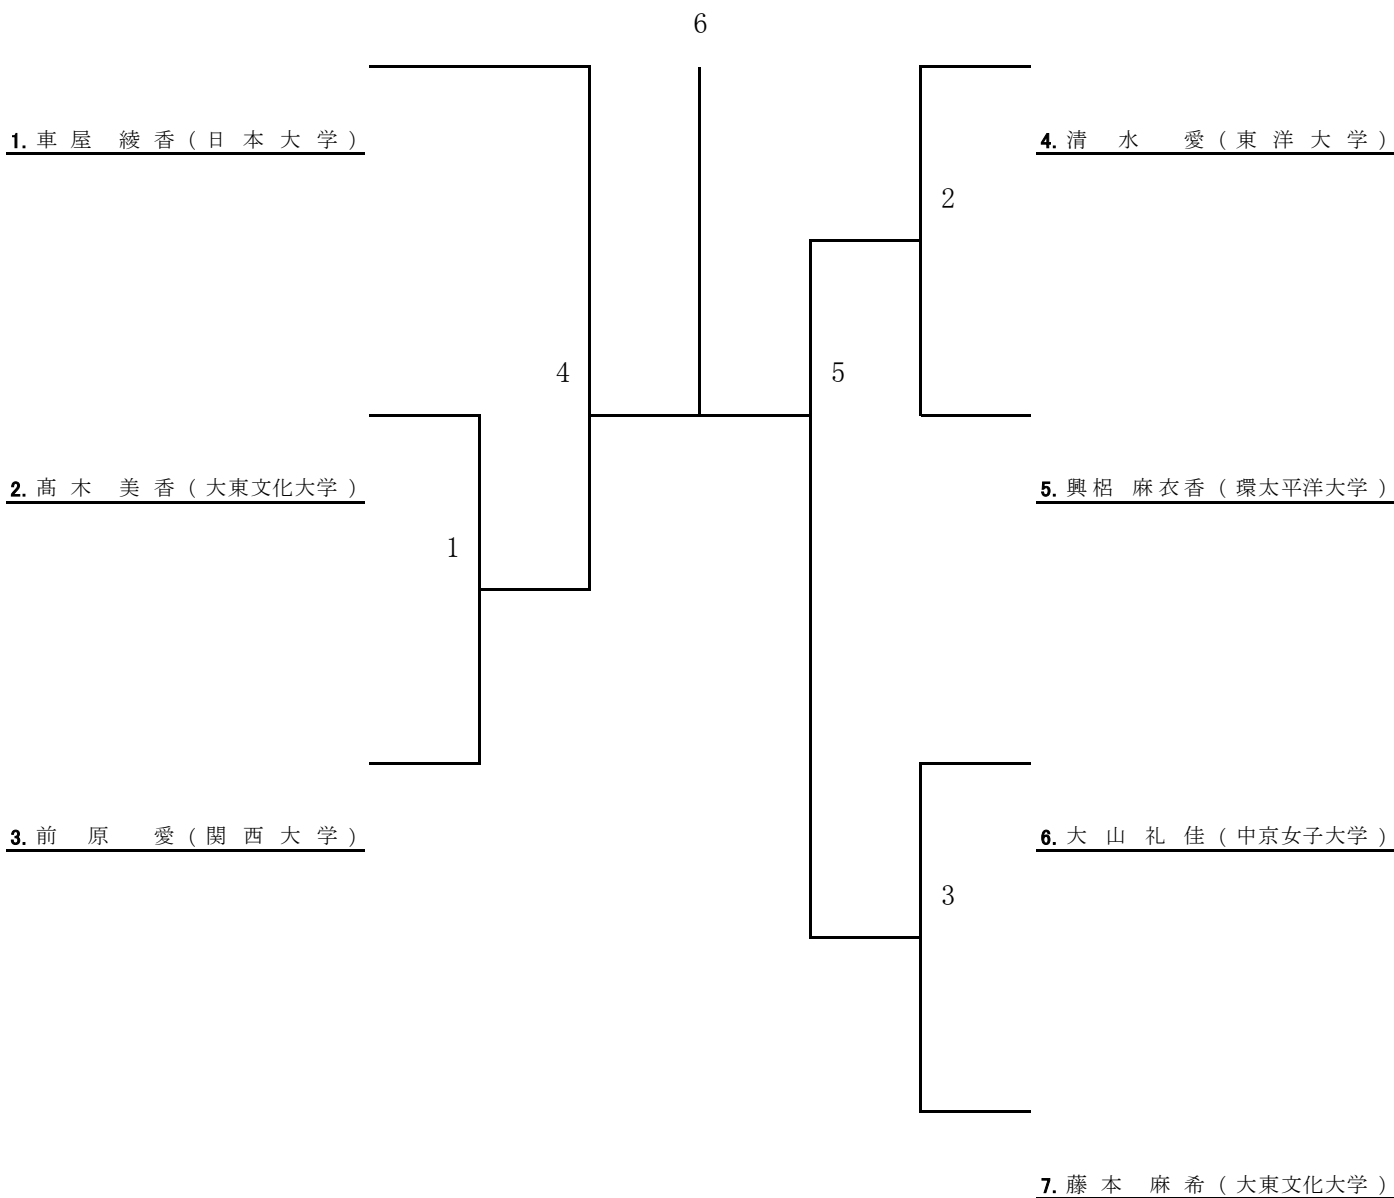 6
1. 車屋 綾香 (日本大学)
4. 清水 愛 (東洋大学)
2
4
5
2. 髙木 美香 (大東文化大学)
5. 興梠 麻衣香 (環太平洋大学)
1
3. 前原 愛 (関西大学)
6. 大山礼佳 (中京女子大学)
3
7. 藤本 麻希 (大東文化大学)